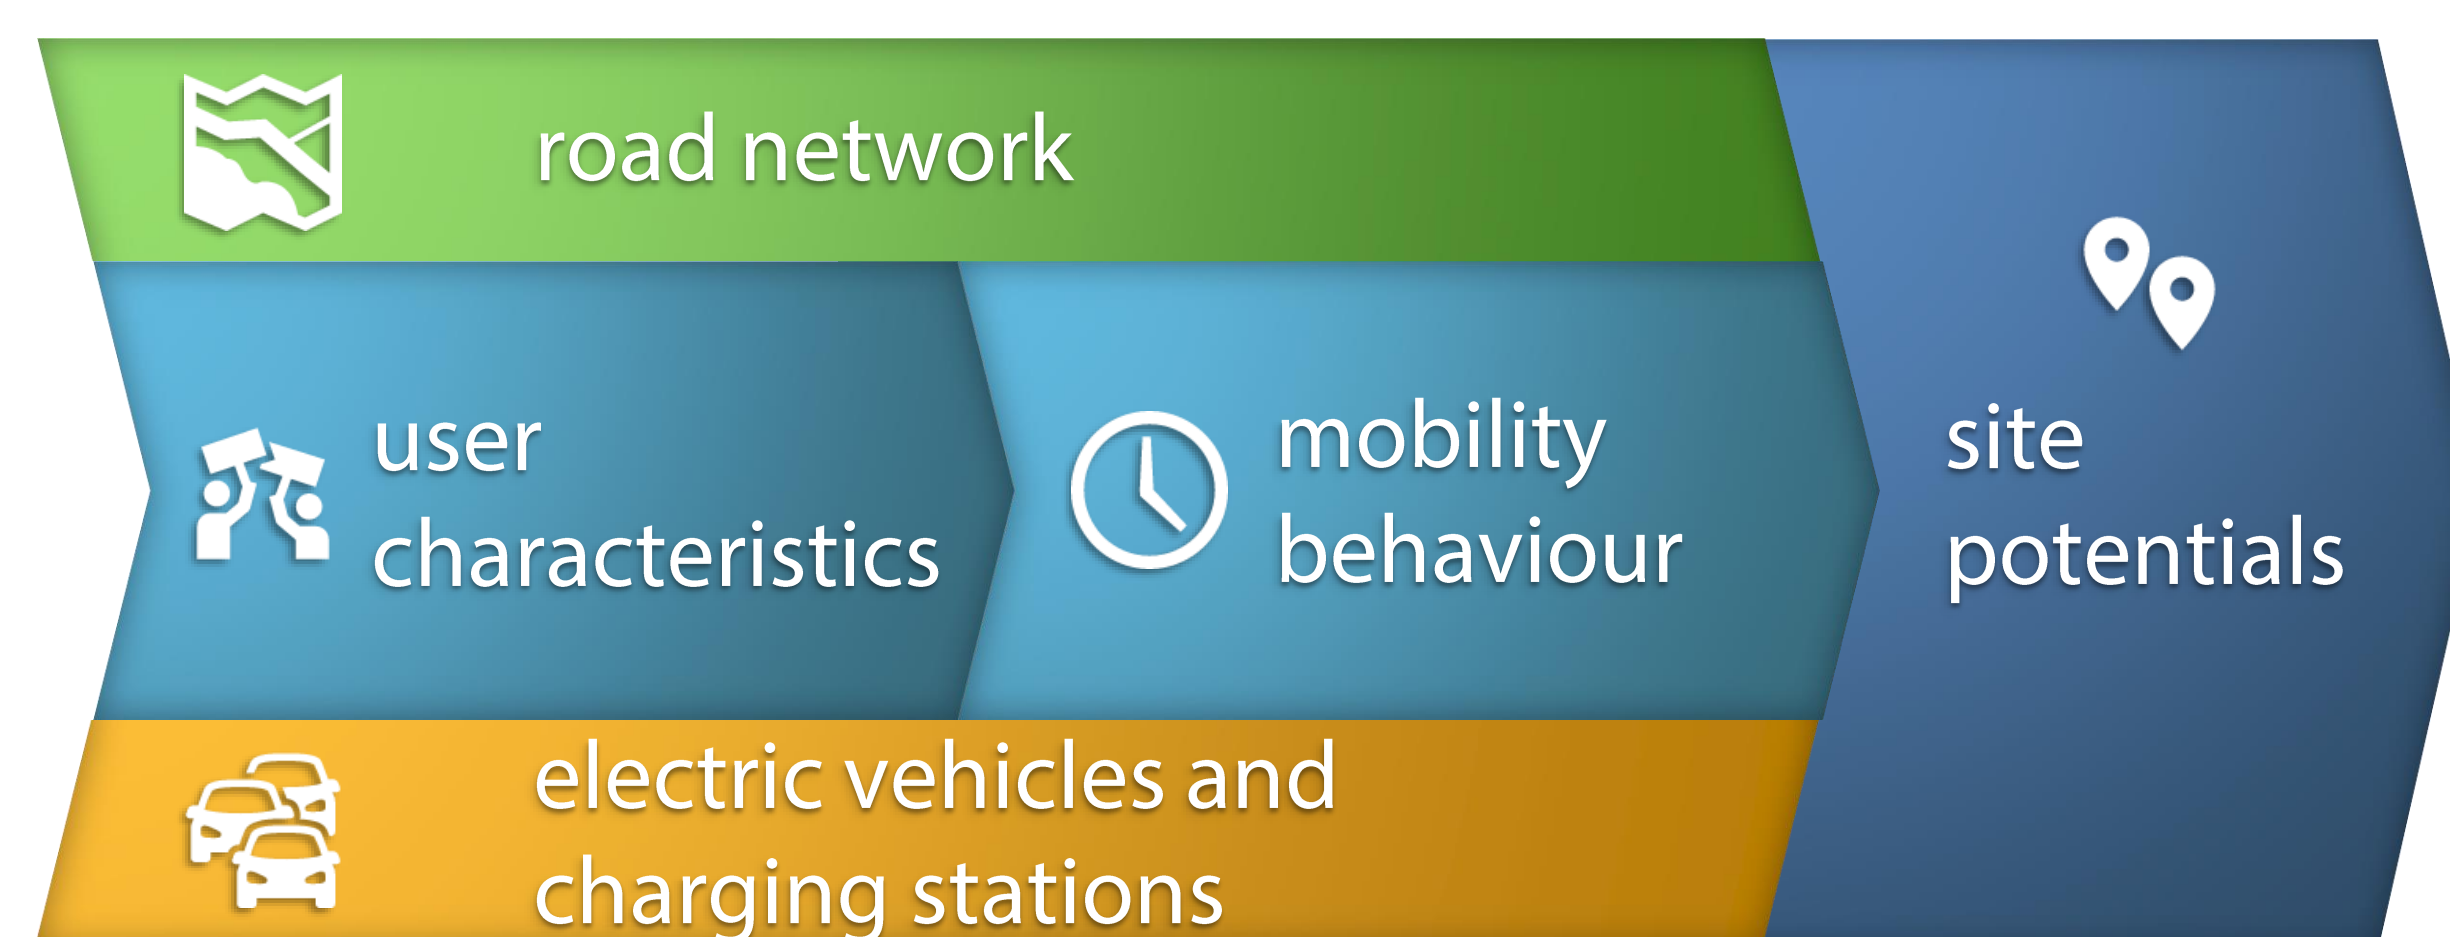 road network
user
characteristics
mobility
behaviour
site
potentials
electric vehicles and
charging stations